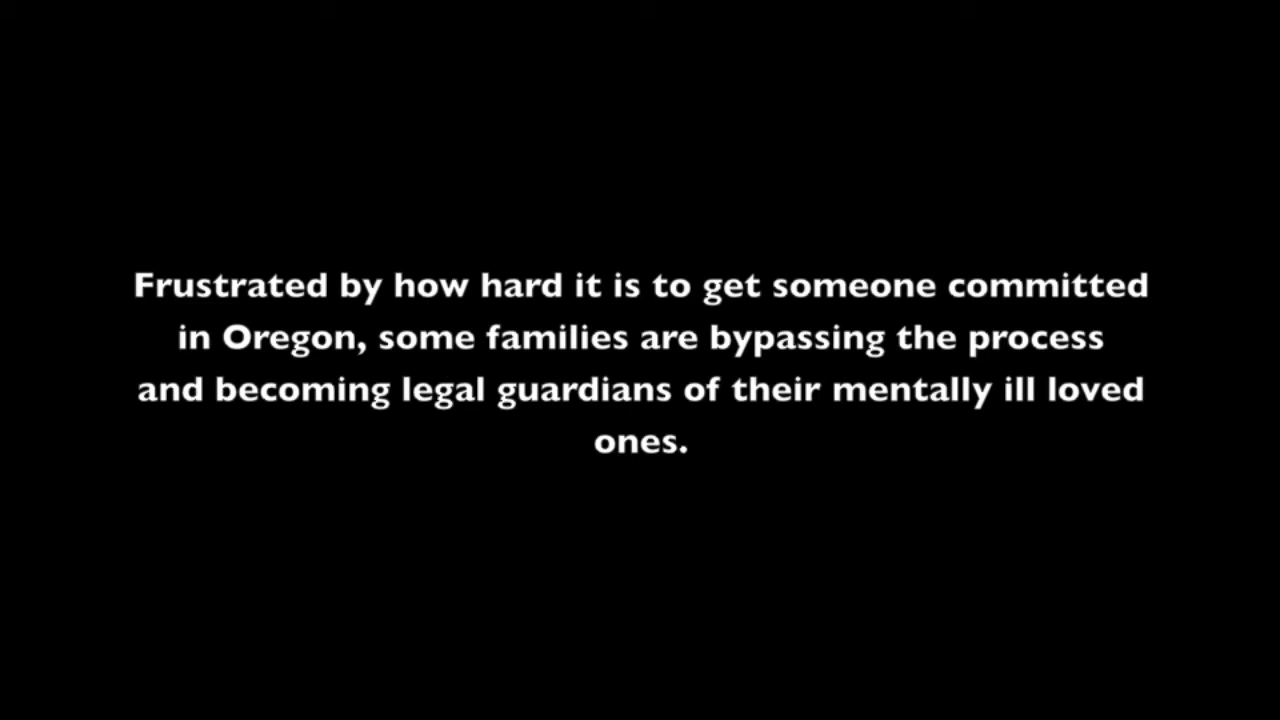 Frustrated by how hard it is to get someone committed
in Oregon, some families are bypassing the process
and becoming legal guardians of their mentally ill loved
ones.